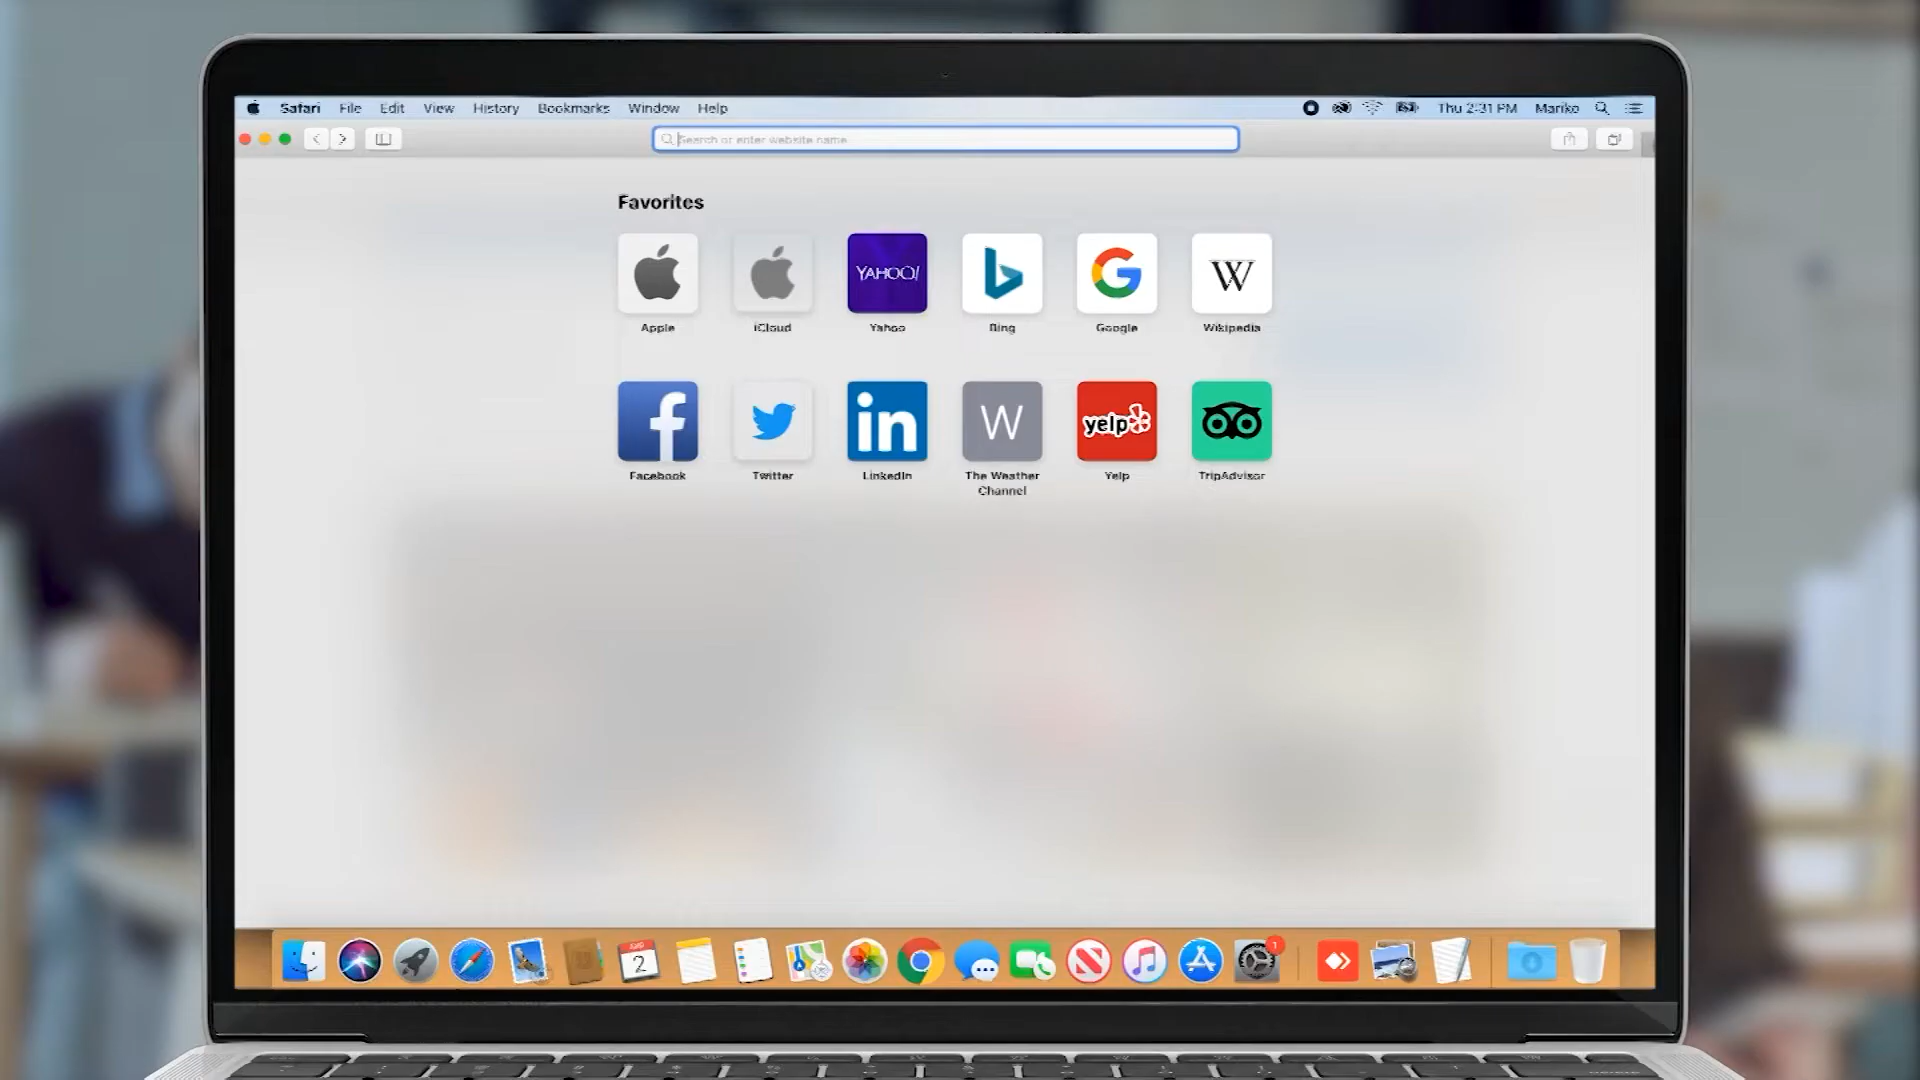 Safari File Edit View History Bookmarks Window Help Thu 2:31 PM Mariko
Search or enter website name
Favorites
YAHOO! G W
Apple iCloud Yahoo Bing Google Wikipedia
f in W yelp
Facebook Twitter LinkedIn The Weather Channel Yelp TripAdvisor
2
1